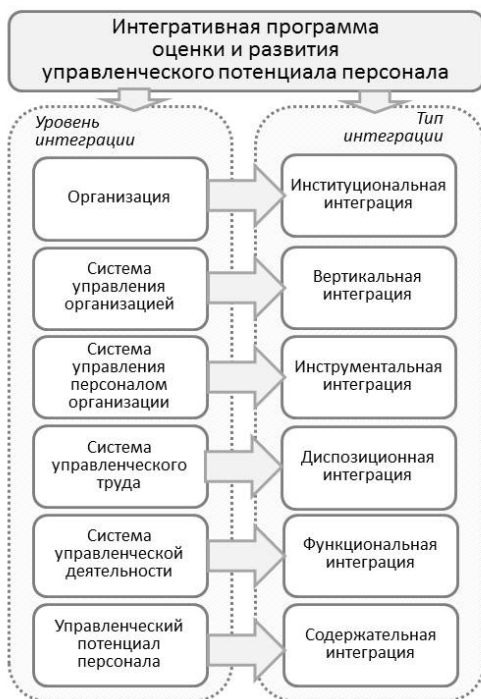 Интегративная программа
оценки и развития
управленческого потенциала персонала
Уровень
интеграции
Тип
интеграции
Организация
Институциональная
интеграция
Система
управления
организацией
Вертикальная
интеграция
Система
управления
персоналом
организации
Инструментальная
интеграция
Система
управленческого
труда
Диспозиционная
интеграция
Система
управленческой
деятельности
Функциональная
интеграция
Управленческий
потенциал
персонала
Содержательная
интеграция